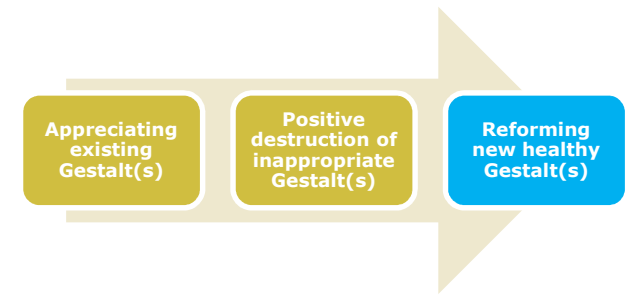 Appreciating
existing
Gestalt(s)
Positive
destruction of
inappropriate
Gestalt(s)
Reforming
new healthy
Gestalt(s)